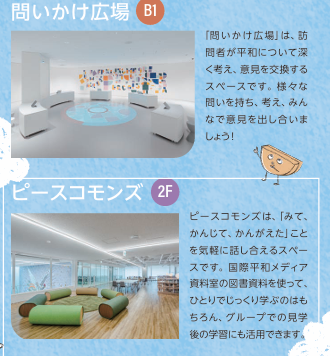 問いかけ広場 B1
「問いかけ広場」は、訪
問者が平和について深
く考え、意見を交換する
スペースです。様々な
問いを持ち、考え、みん
なで意見を出し合いま
しょう!
ピースコモンズ 2F
ピースコモンズは、「みて、
かんじて、かんがえた」こと
を気軽に話し合えるスペー
スです。国際平和メディア
資料室の図書資料を使って、
ひとりでじっくり学ぶのはも
ちろん、グループでの見学
後の学習にも活用できます。